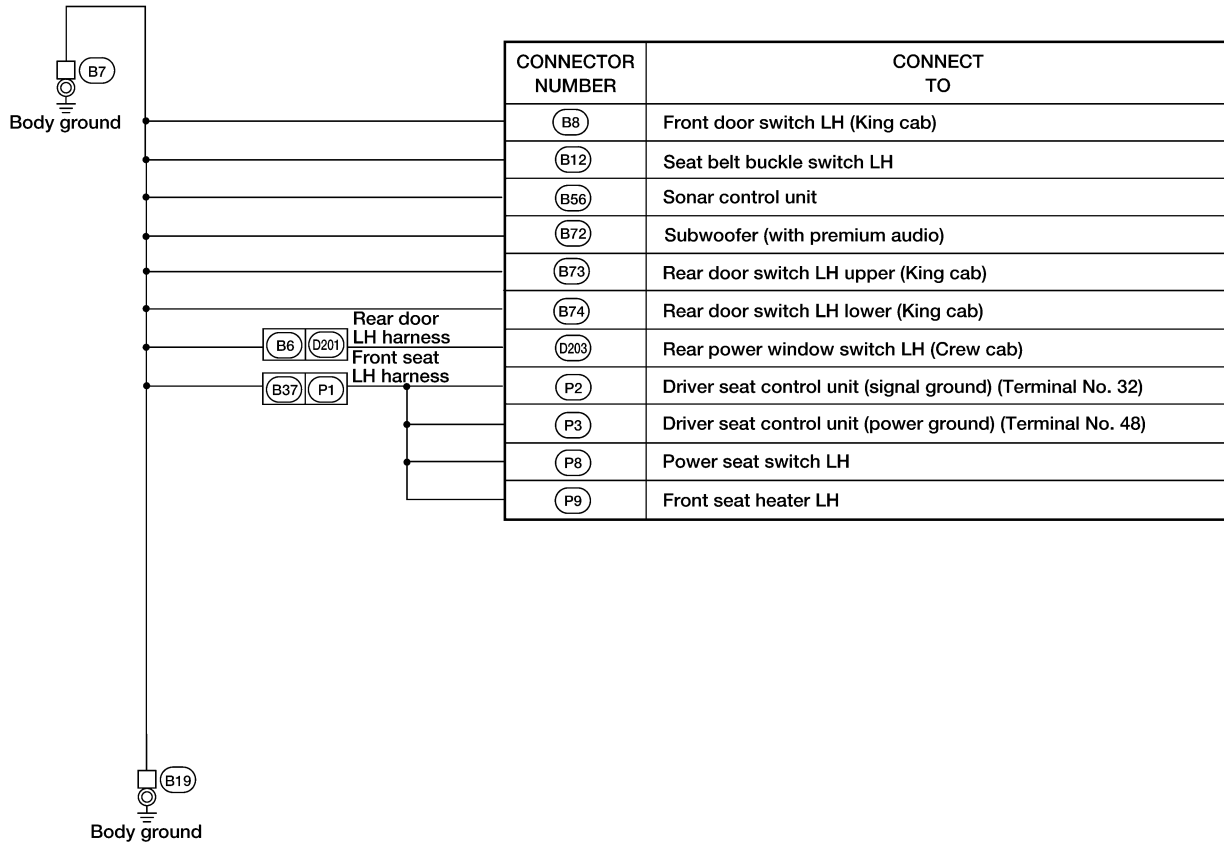 B7
Body ground
CONNECTOR NUMBER
CONNECT TO
B8 Front door switch LH (King cab)
B12 Seat belt buckle switch LH
B56 Sonar control unit
B72 Subwoofer (with premium audio)
B73 Rear door switch LH upper (King cab)
B74 Rear door switch LH lower (King cab)
Rear door
LH harness
B6 D201
D203 Rear power window switch LH (Crew cab)
Front seat
LH harness
B37 P1
P2 Driver seat control unit (signal ground) (Terminal No. 32)
P3 Driver seat control unit (power ground) (Terminal No. 48)
P8 Power seat switch LH
P9 Front seat heater LH
B19
Body ground